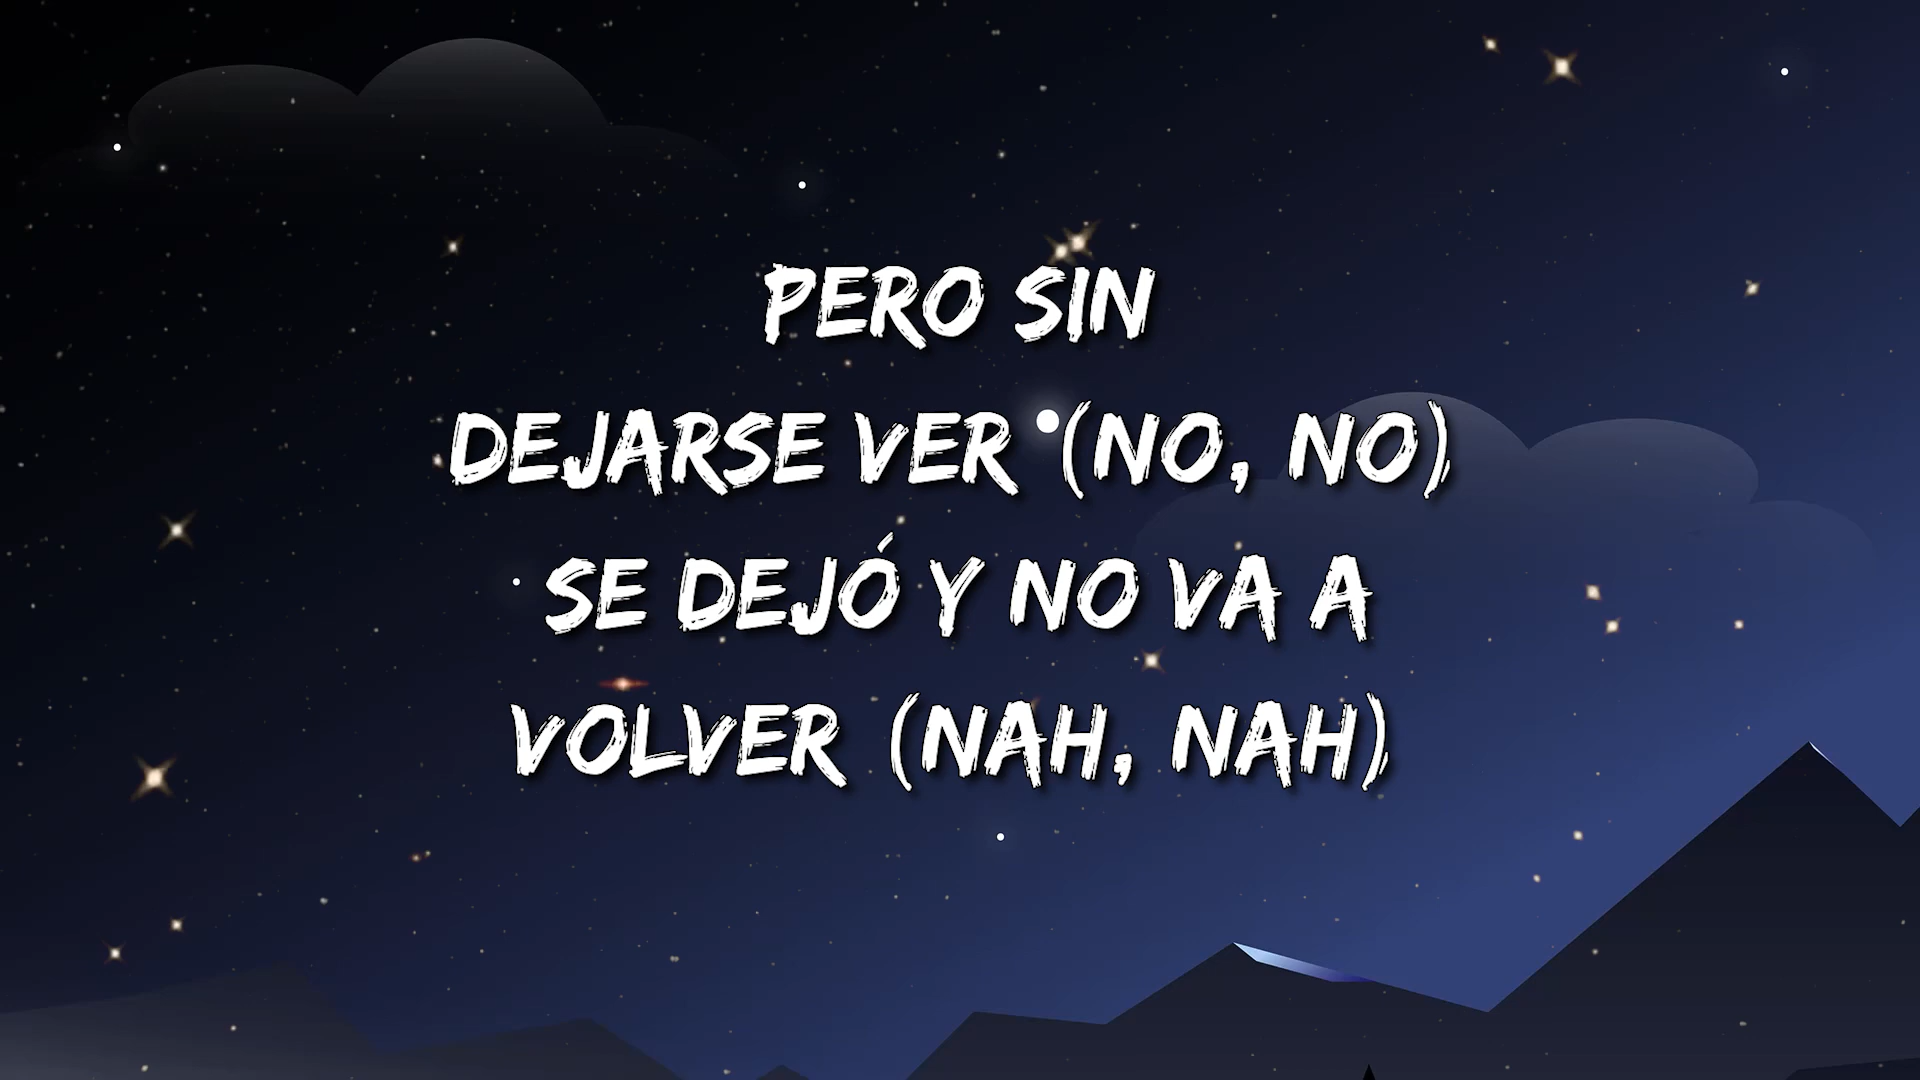 PERO SIN
DEJARSE VER (NO, NO)
SE DEJÓ Y NO VA A
VOLVER (NAH, NAH)